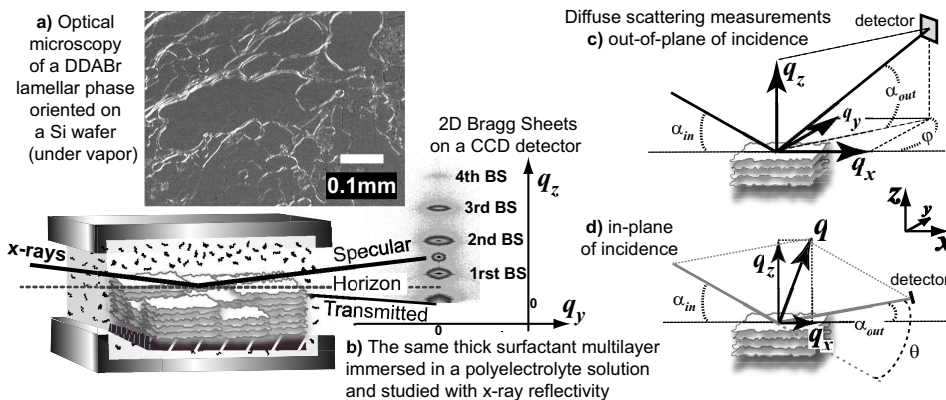 a) Optical
microscopy
of a DDABr
lamellar phase
oriented on
a Si wafer
(under vapor)
0.1mm
2D Bragg Sheets
on a CCD detector
4th BS
3rd BS
2nd BS
1rst BS
q_z
0
q_y
0
x-rays
Specular
Horizon
Transmitted
b) The same thick surfactant multilayer
immersed in a polyelectrolyte solution
and studied with x-ray reflectivity
Diffuse scattering measurements
c) out-of-plane of incidence
detector
q_z
α_in
α_out
q_y
φ
q_x
z
y
x
d) in-plane
of incidence
q
q_z
detector
α_in
α_out
q_x
θ